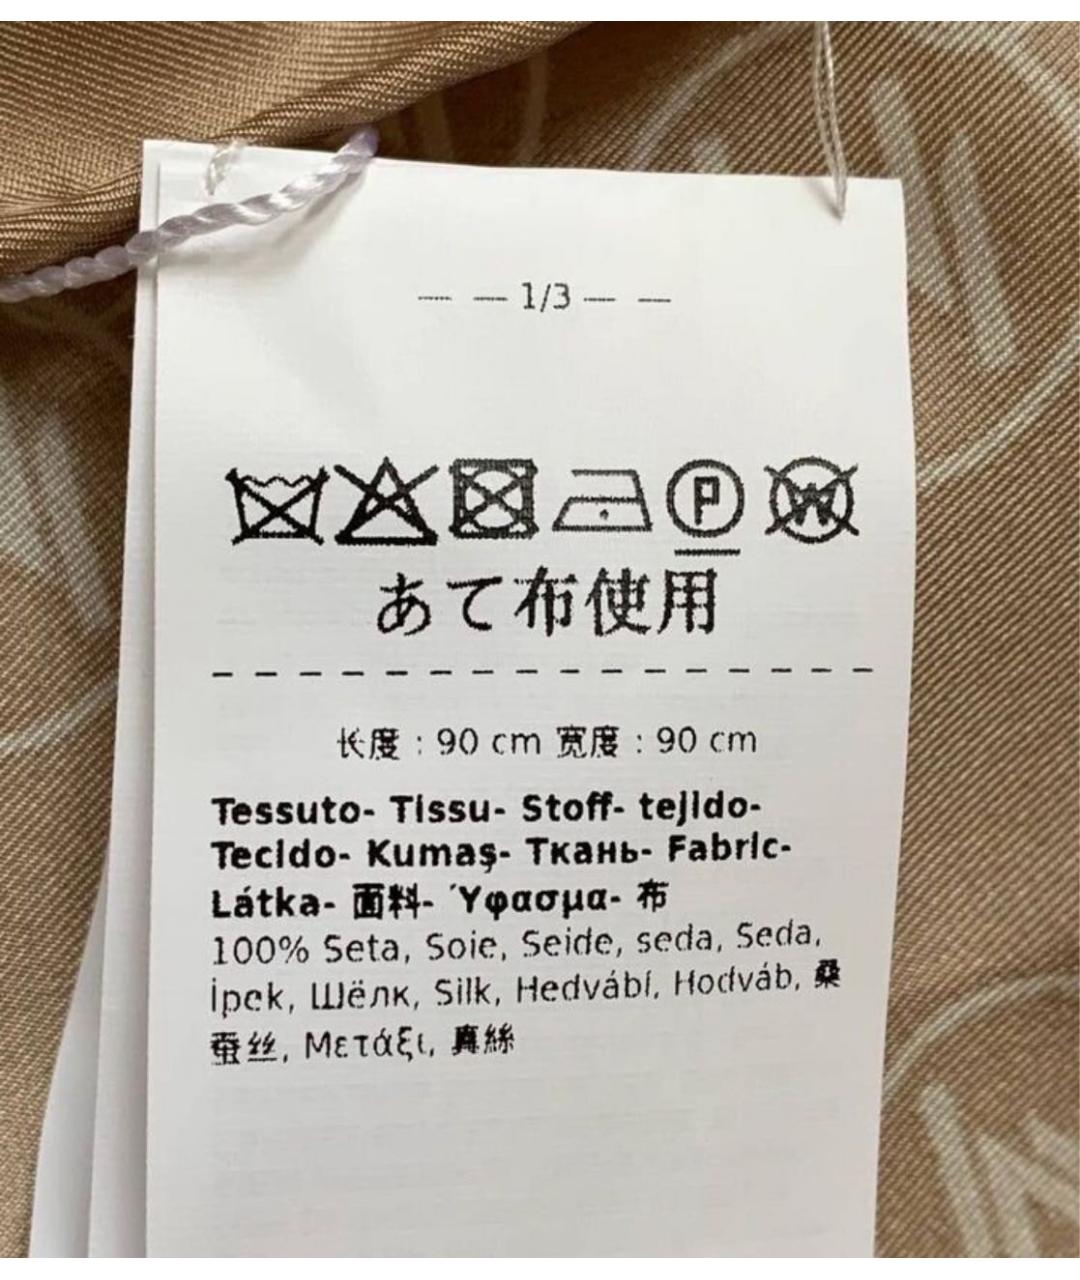 — — 1/3 — —
P W
あて布使用
长度 : 90 cm 宽度 : 90 cm
Tessuto- Tissu- Stoff- tejido-
Tecido- Kumaş- Ткань- Fabric-
Látka- 面料- Ύφασμα- 布
100% Seta, Soie, Seide, seda, Seda,
İpek, Шёлк, Silk, Hedvábí, Hodváb, 桑
蚕丝, Μετάξι, 真絲